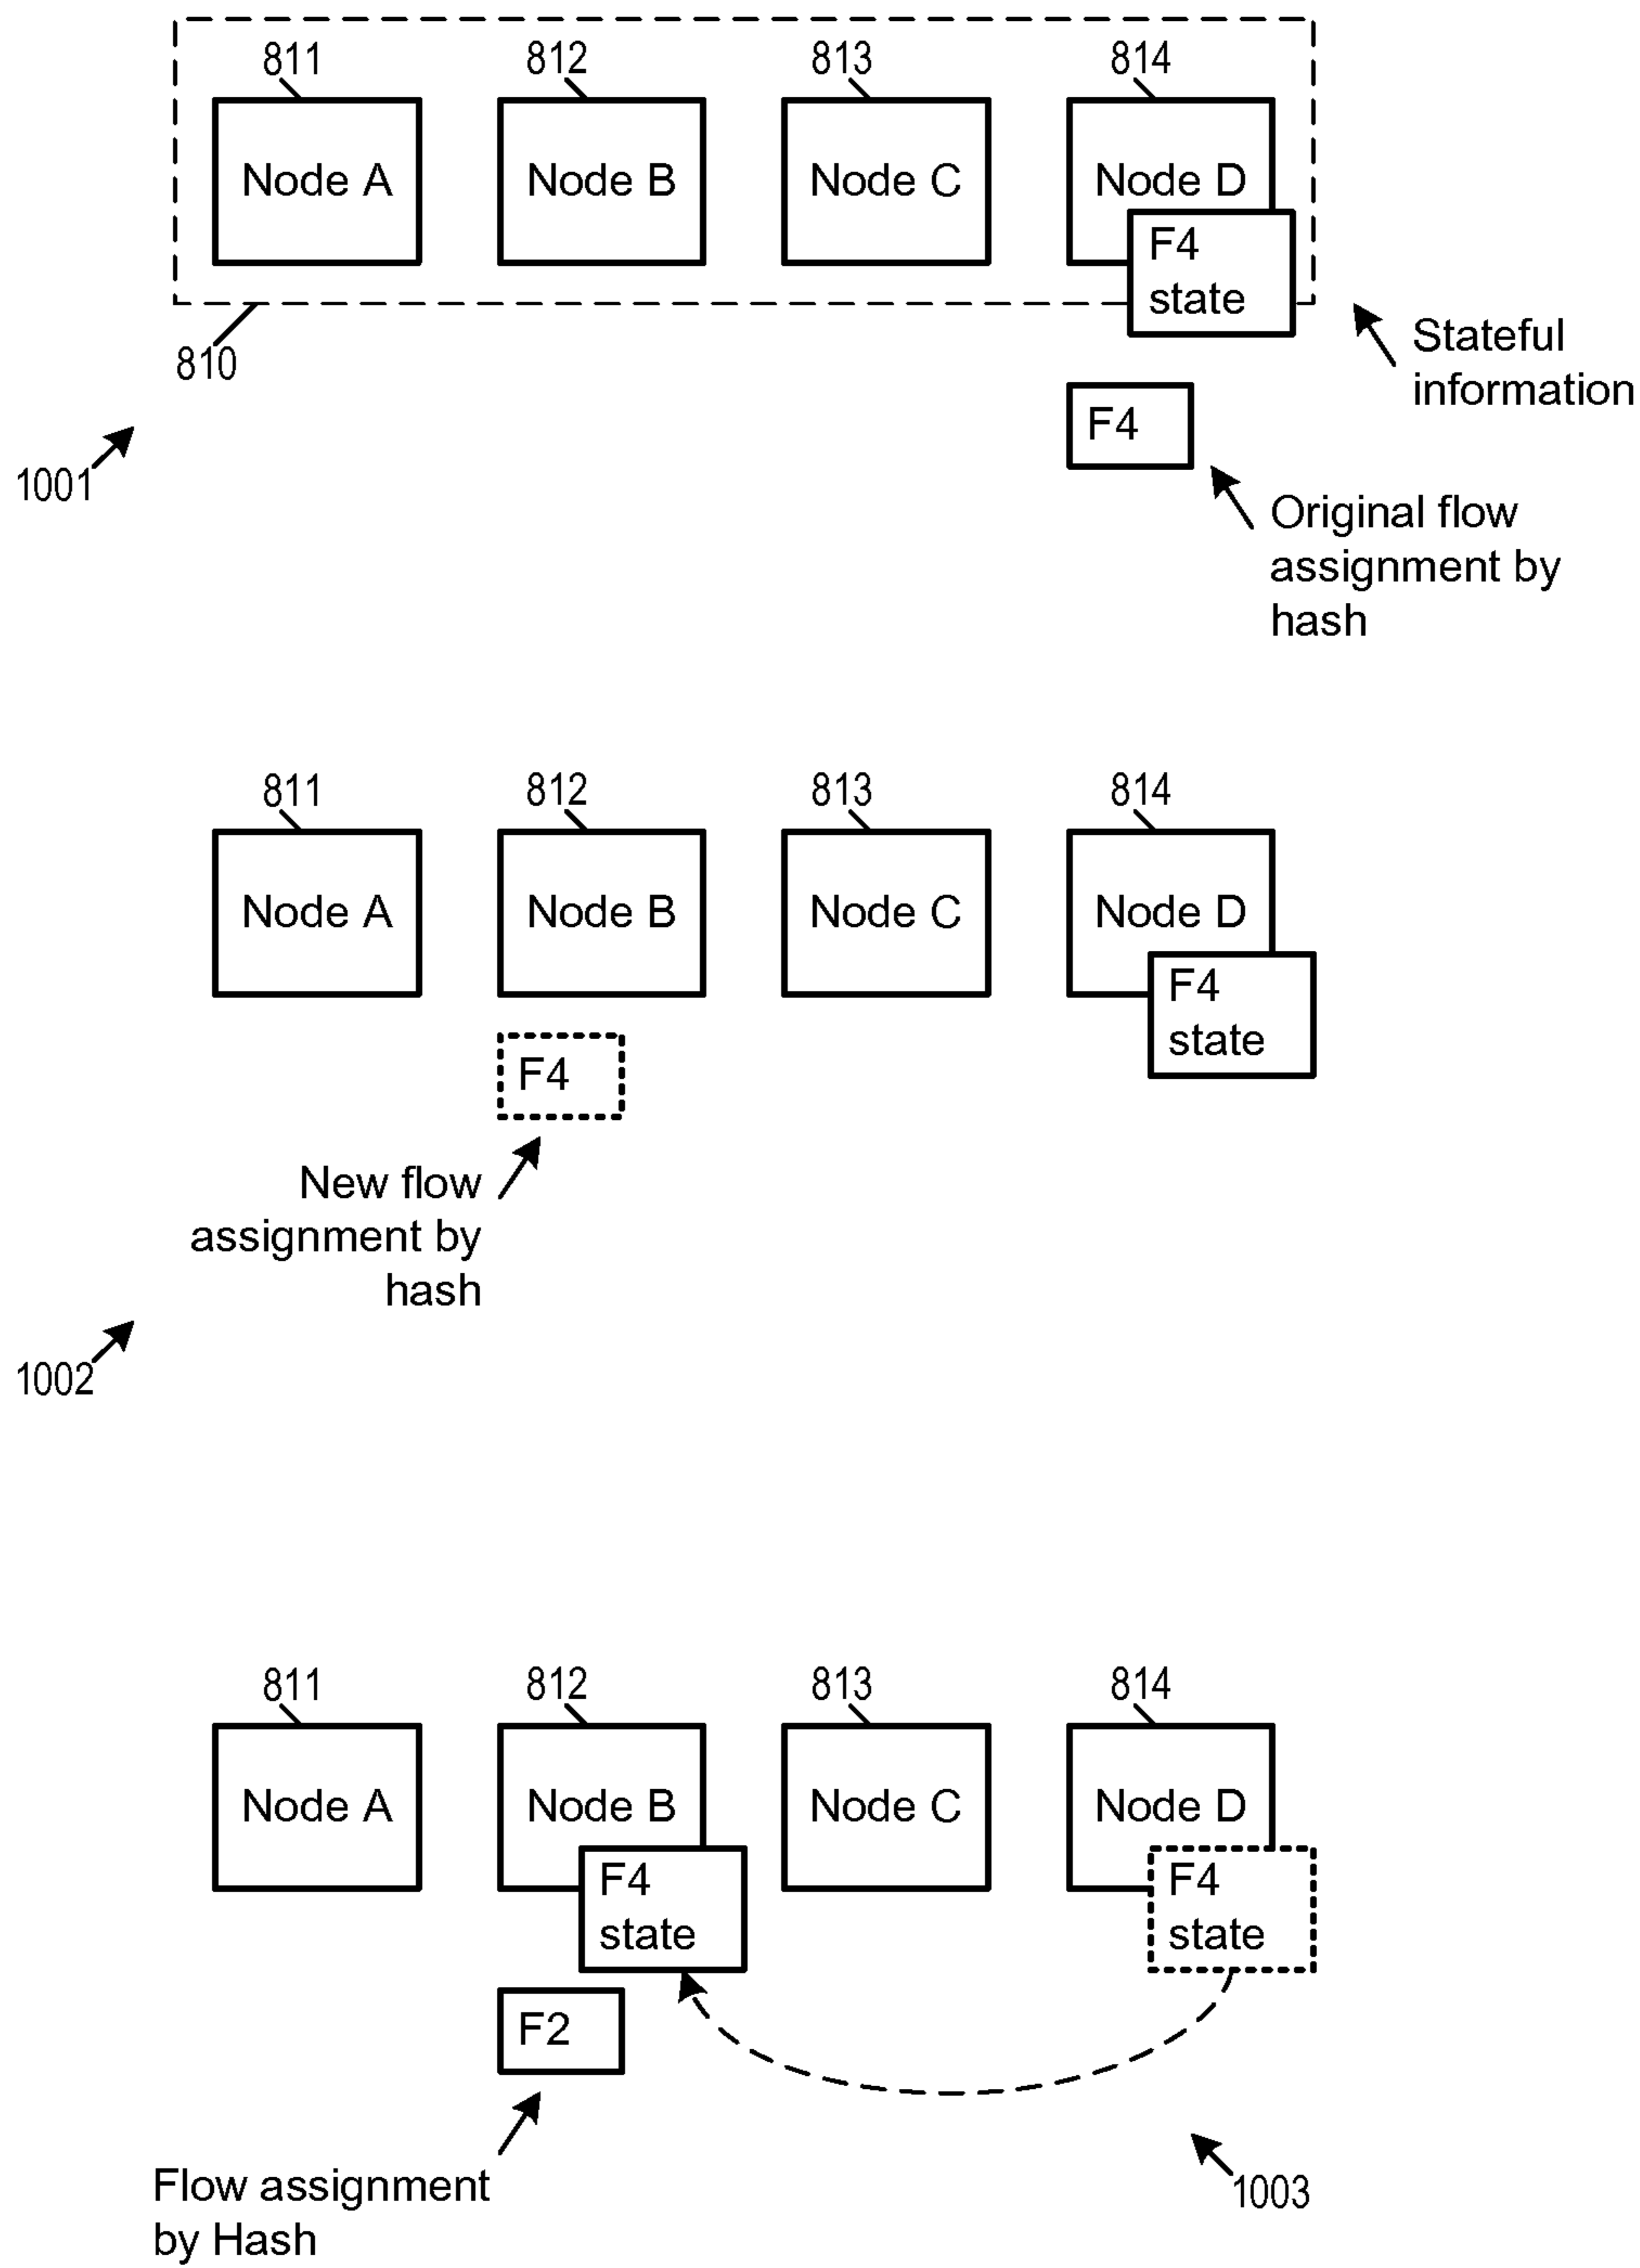 811 812 813 814
Node A Node B Node C Node D
F4
state
810
Stateful
information
F4
1001
Original flow
assignment by
hash
811 812 813 814
Node A Node B Node C Node D
F4
state
F4
New flow
assignment by
hash
1002
811 812 813 814
Node A Node B Node C Node D
F4 F4
state state
F2
Flow assignment
by Hash
1003